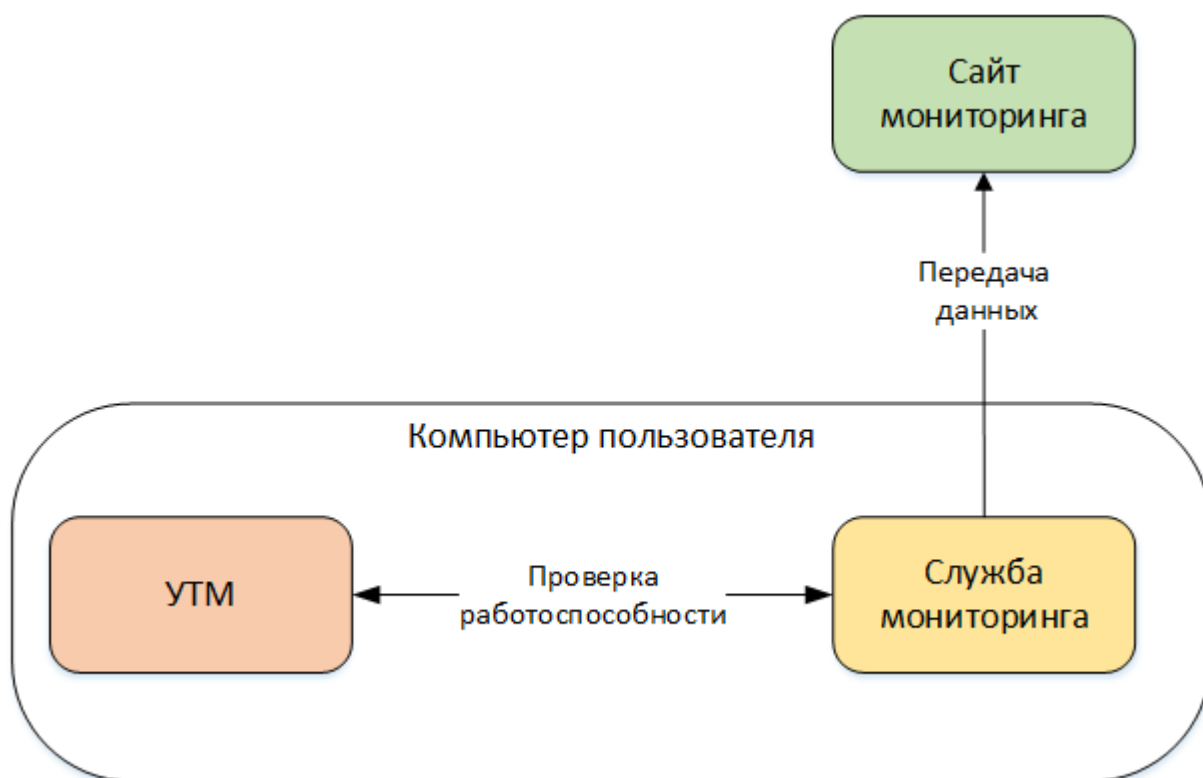 Сайт
мониторинга
Передача
данных
Компьютер пользователя
УТМ
Проверка
работоспособности
Служба
мониторинга